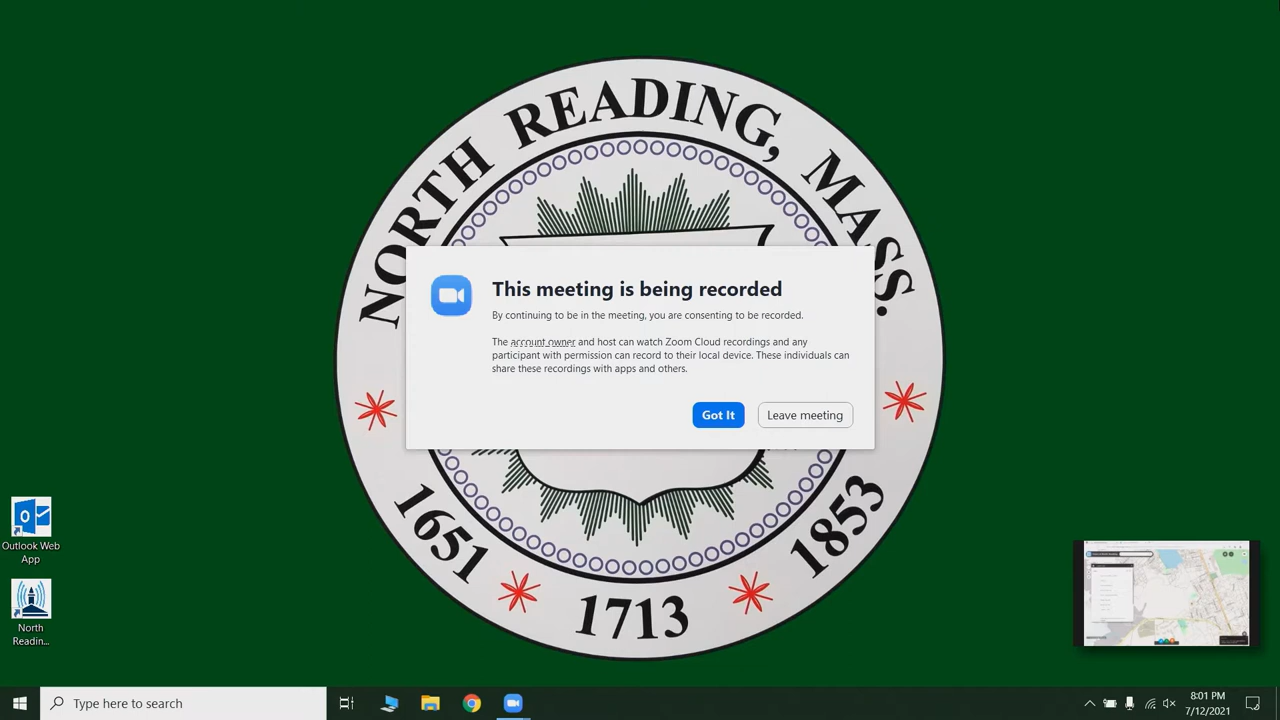 NORTH READING, MASS.
This meeting is being recorded
By continuing to be in the meeting, you are consenting to be recorded.
The account owner and host can watch Zoom Cloud recordings and any
participant with permission can record to their local device. These individuals can
share these recordings with apps and others.
Got It
Leave meeting
1651
1713
1853
Outlook Web
App
North
Readin...
Type here to search
8:01 PM
7/12/2021